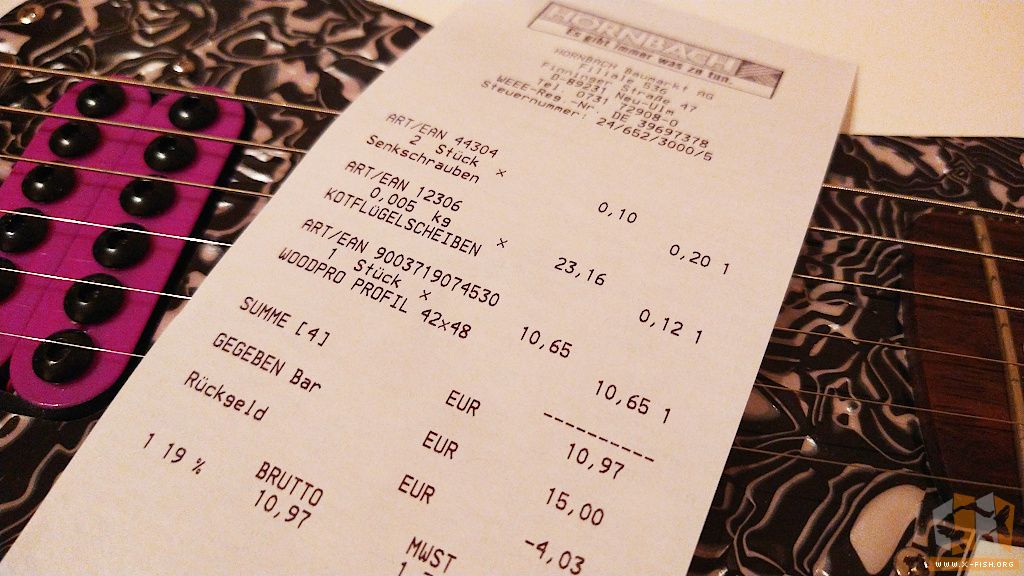 HORNBACH
Es gibt immer was zu tun.
HORNBACH Baumarkt AG
Filiale 536
Finninger Straße 47
D-89231 Neu-Ulm
Tel. 0731 72908-0
WEEE-Reg.-Nr. DE 39697378
Steuernummer: 24/652/3000/5
ART/EAN 44304
2 Stück × 0,10 0,20 1
Senkschrauben
ART/EAN 12306
0,005 kg × 23,16 0,12 1
KOTFLÜGELSCHEIBEN
ART/EAN 9003719074530
1 Stück × 10,65 10,65 1
WOODPRO PROFIL 42x48
---------
SUMME [4] EUR 10,97
GEGEBEN Bar EUR 15,00
Rückgeld EUR -4,03
BRUTTO MWST
1 19 % 10,97 1
WWW.X-FISH.ORG